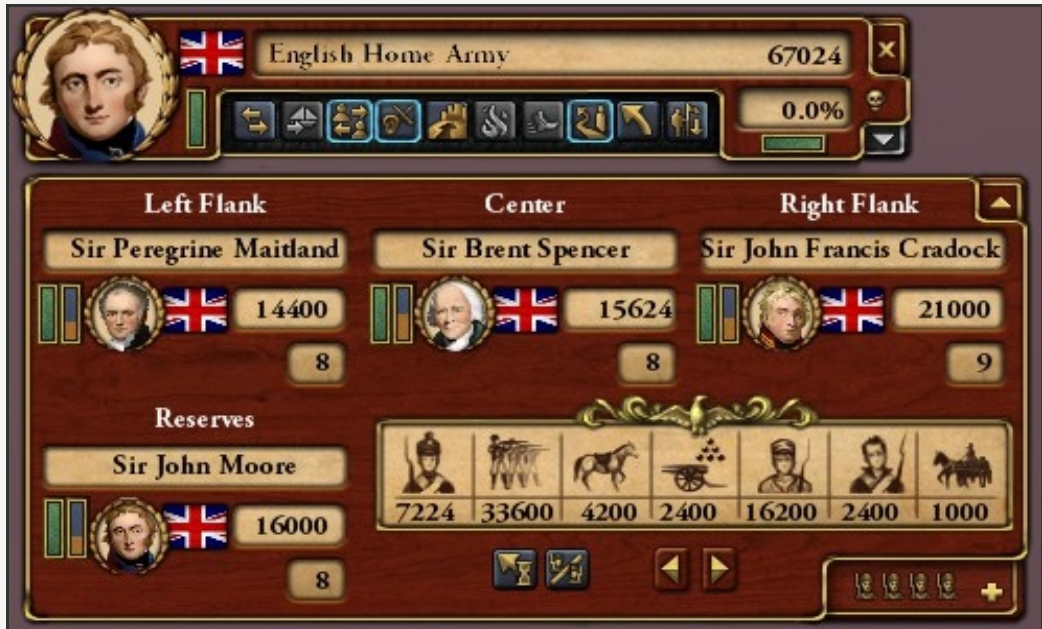 English Home Army 67024
0.0%
Left Flank Center Right Flank
Sir Peregrine Maitland Sir Brent Spencer Sir John Francis Cradock
14400 15624 21000
8 8 9
Reserves
Sir John Moore
16000
7224 33600 4200 2400 16200 2400 1000
8